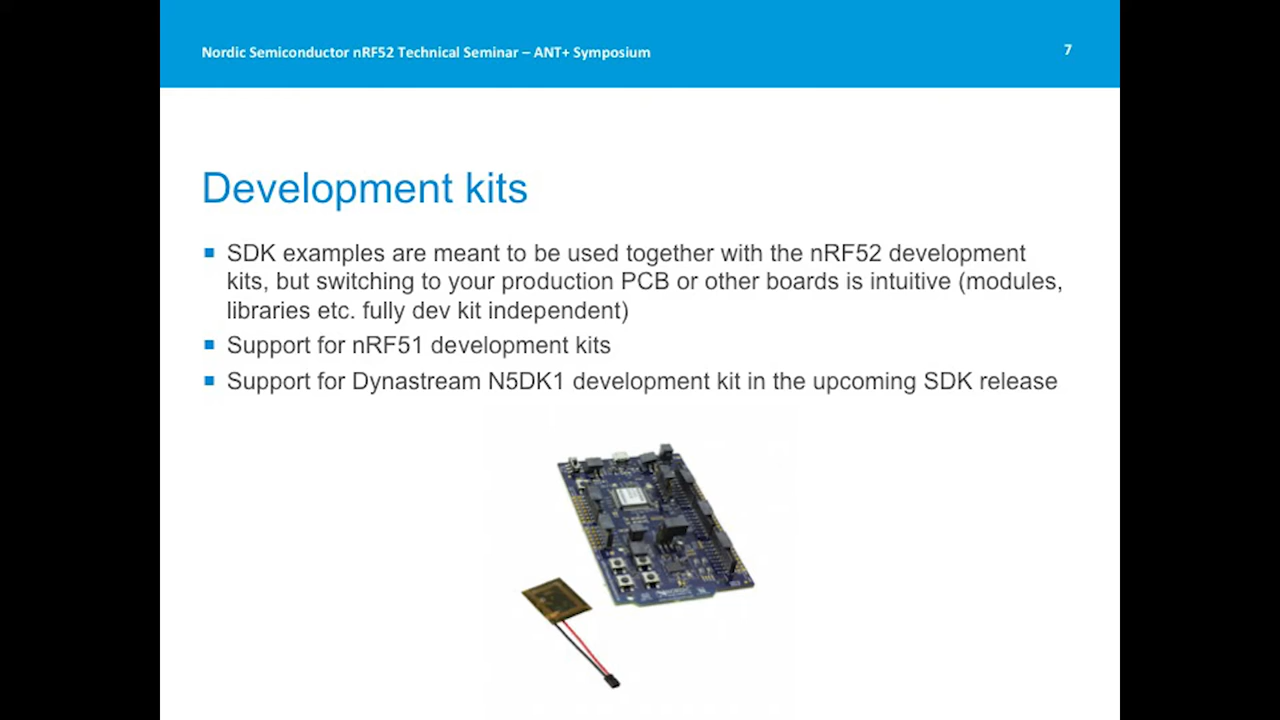 Nordic Semiconductor nRF52 Technical Seminar – ANT+ Symposium
7
Development kits
SDK examples are meant to be used together with the nRF52 development
kits, but switching to your production PCB or other boards is intuitive (modules,
libraries etc. fully dev kit independent)
Support for nRF51 development kits
Support for Dynastream N5DK1 development kit in the upcoming SDK release